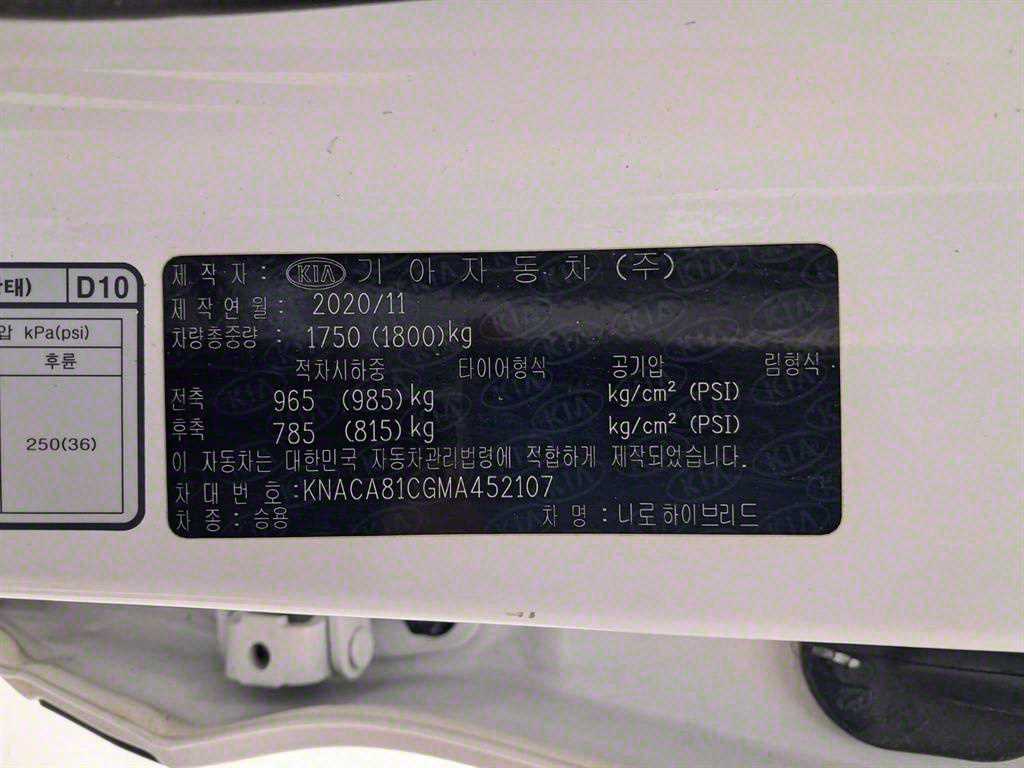 태) D10
압 kPa(psi)
후륜
250(36)
제 작 자 : KIA 기 아 자 동 차 (주)
제 작 연 월 : 2020/11
차량총중량 : 1750 (1800)kg
적차시하중 타이어형식 공기압 림형식
전축 965 (985)kg kg/cm² (PSI)
후축 785 (815)kg kg/cm² (PSI)
이 자동차는 대한민국 자동차관리법령에 적합하게 제작되었습니다.
차 대 번 호 :KNACA81CGMA452107
차 종 : 승용 차 명 : 니로하이브리드